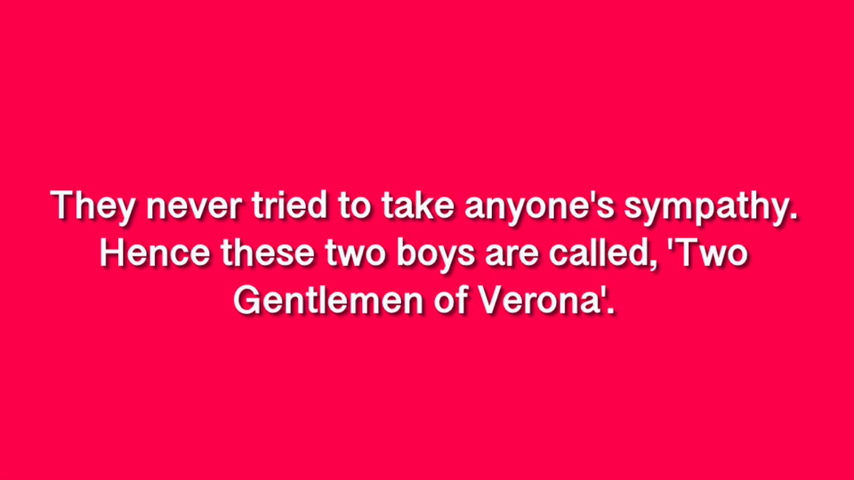 They never tried to take anyone's sympathy.
Hence these two boys are called, 'Two
Gentlemen of Verona'.